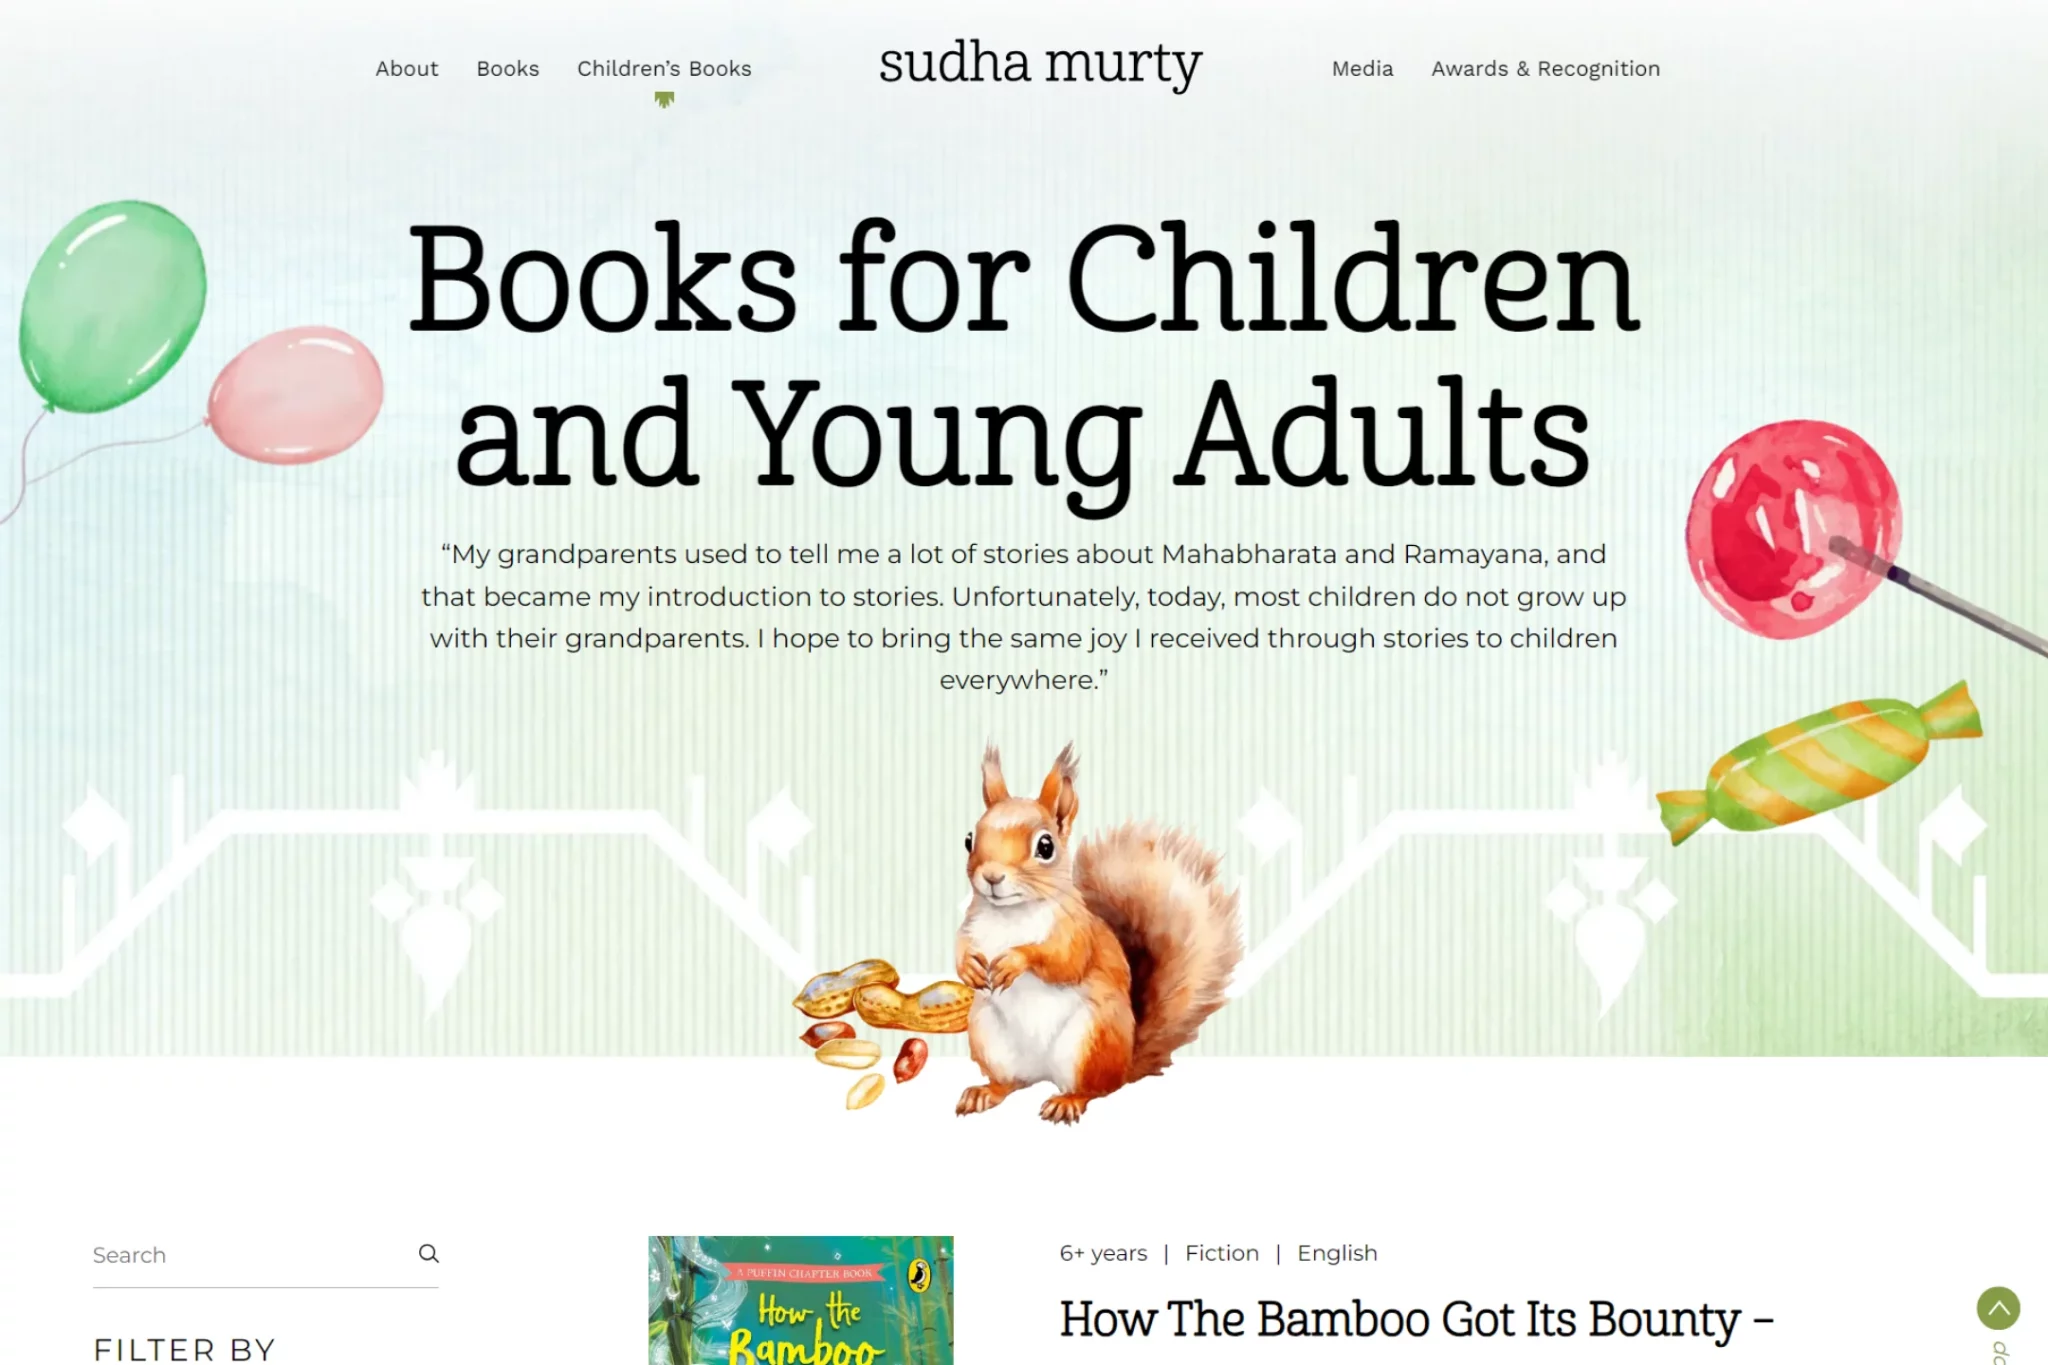 About Books Children's Books sudha murty Media Awards & Recognition
Books for Children
and Young Adults
“My grandparents used to tell me a lot of stories about Mahabharata and Ramayana, and
that became my introduction to stories. Unfortunately, today, most children do not grow up
with their grandparents. I hope to bring the same joy I received through stories to children
everywhere.”
Search
FILTER BY
A PUFFIN CHAPTER BOOK
How the
Bamboo
6+ years | Fiction | English
How The Bamboo Got Its Bounty –